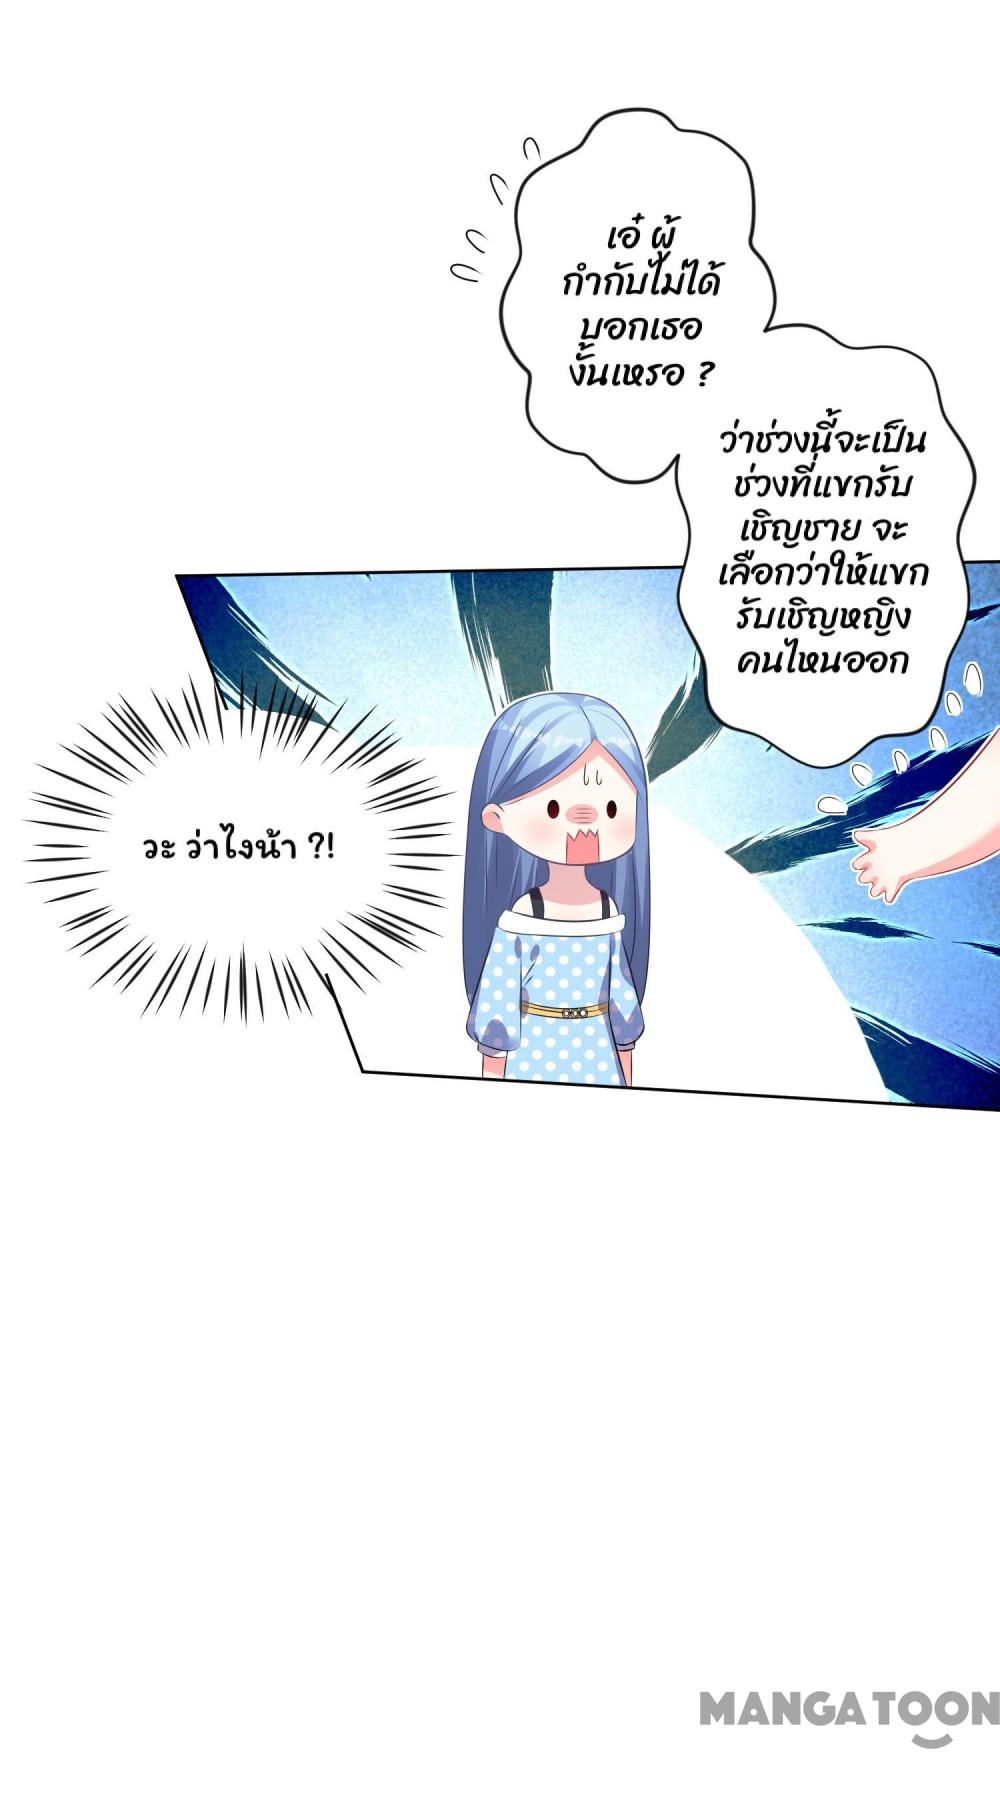 เอ๋ ผู้
กำกับไม่ได้
บอกเธอ
งั้นเหรอ ?
ว่าช่วงนี้จะเป็น
ช่วงที่แขกรับ
เชิญชาย จะ
เลือกว่าให้แขก
รับเชิญหญิง
คนไหนออก
วะ ว่าไงน้า ?!
MANGATOON